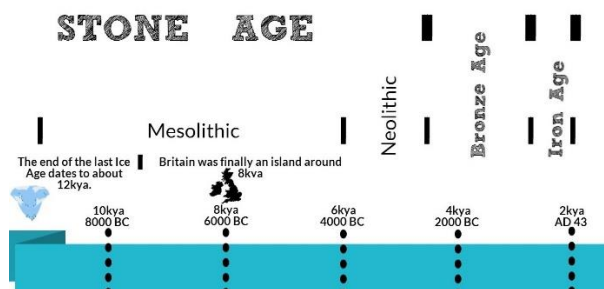 STONE AGE
Mesolithic
Neolithic
Bronze Age
Iron Age
The end of the last Ice
Age dates to about
12kya.
Britain was finally an island around
8kya
10kya
8000 BC
8kya
6000 BC
6kya
4000 BC
4kya
2000 BC
2kya
AD 43